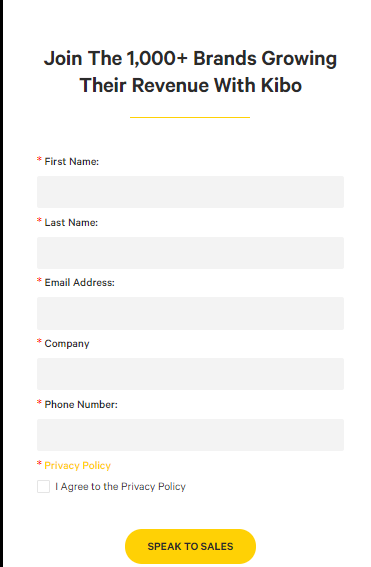 Join The 1,000+ Brands Growing
Their Revenue With Kibo
* First Name:
* Last Name:
* Email Address:
* Company
* Phone Number:
* Privacy Policy
I Agree to the Privacy Policy
SPEAK TO SALES